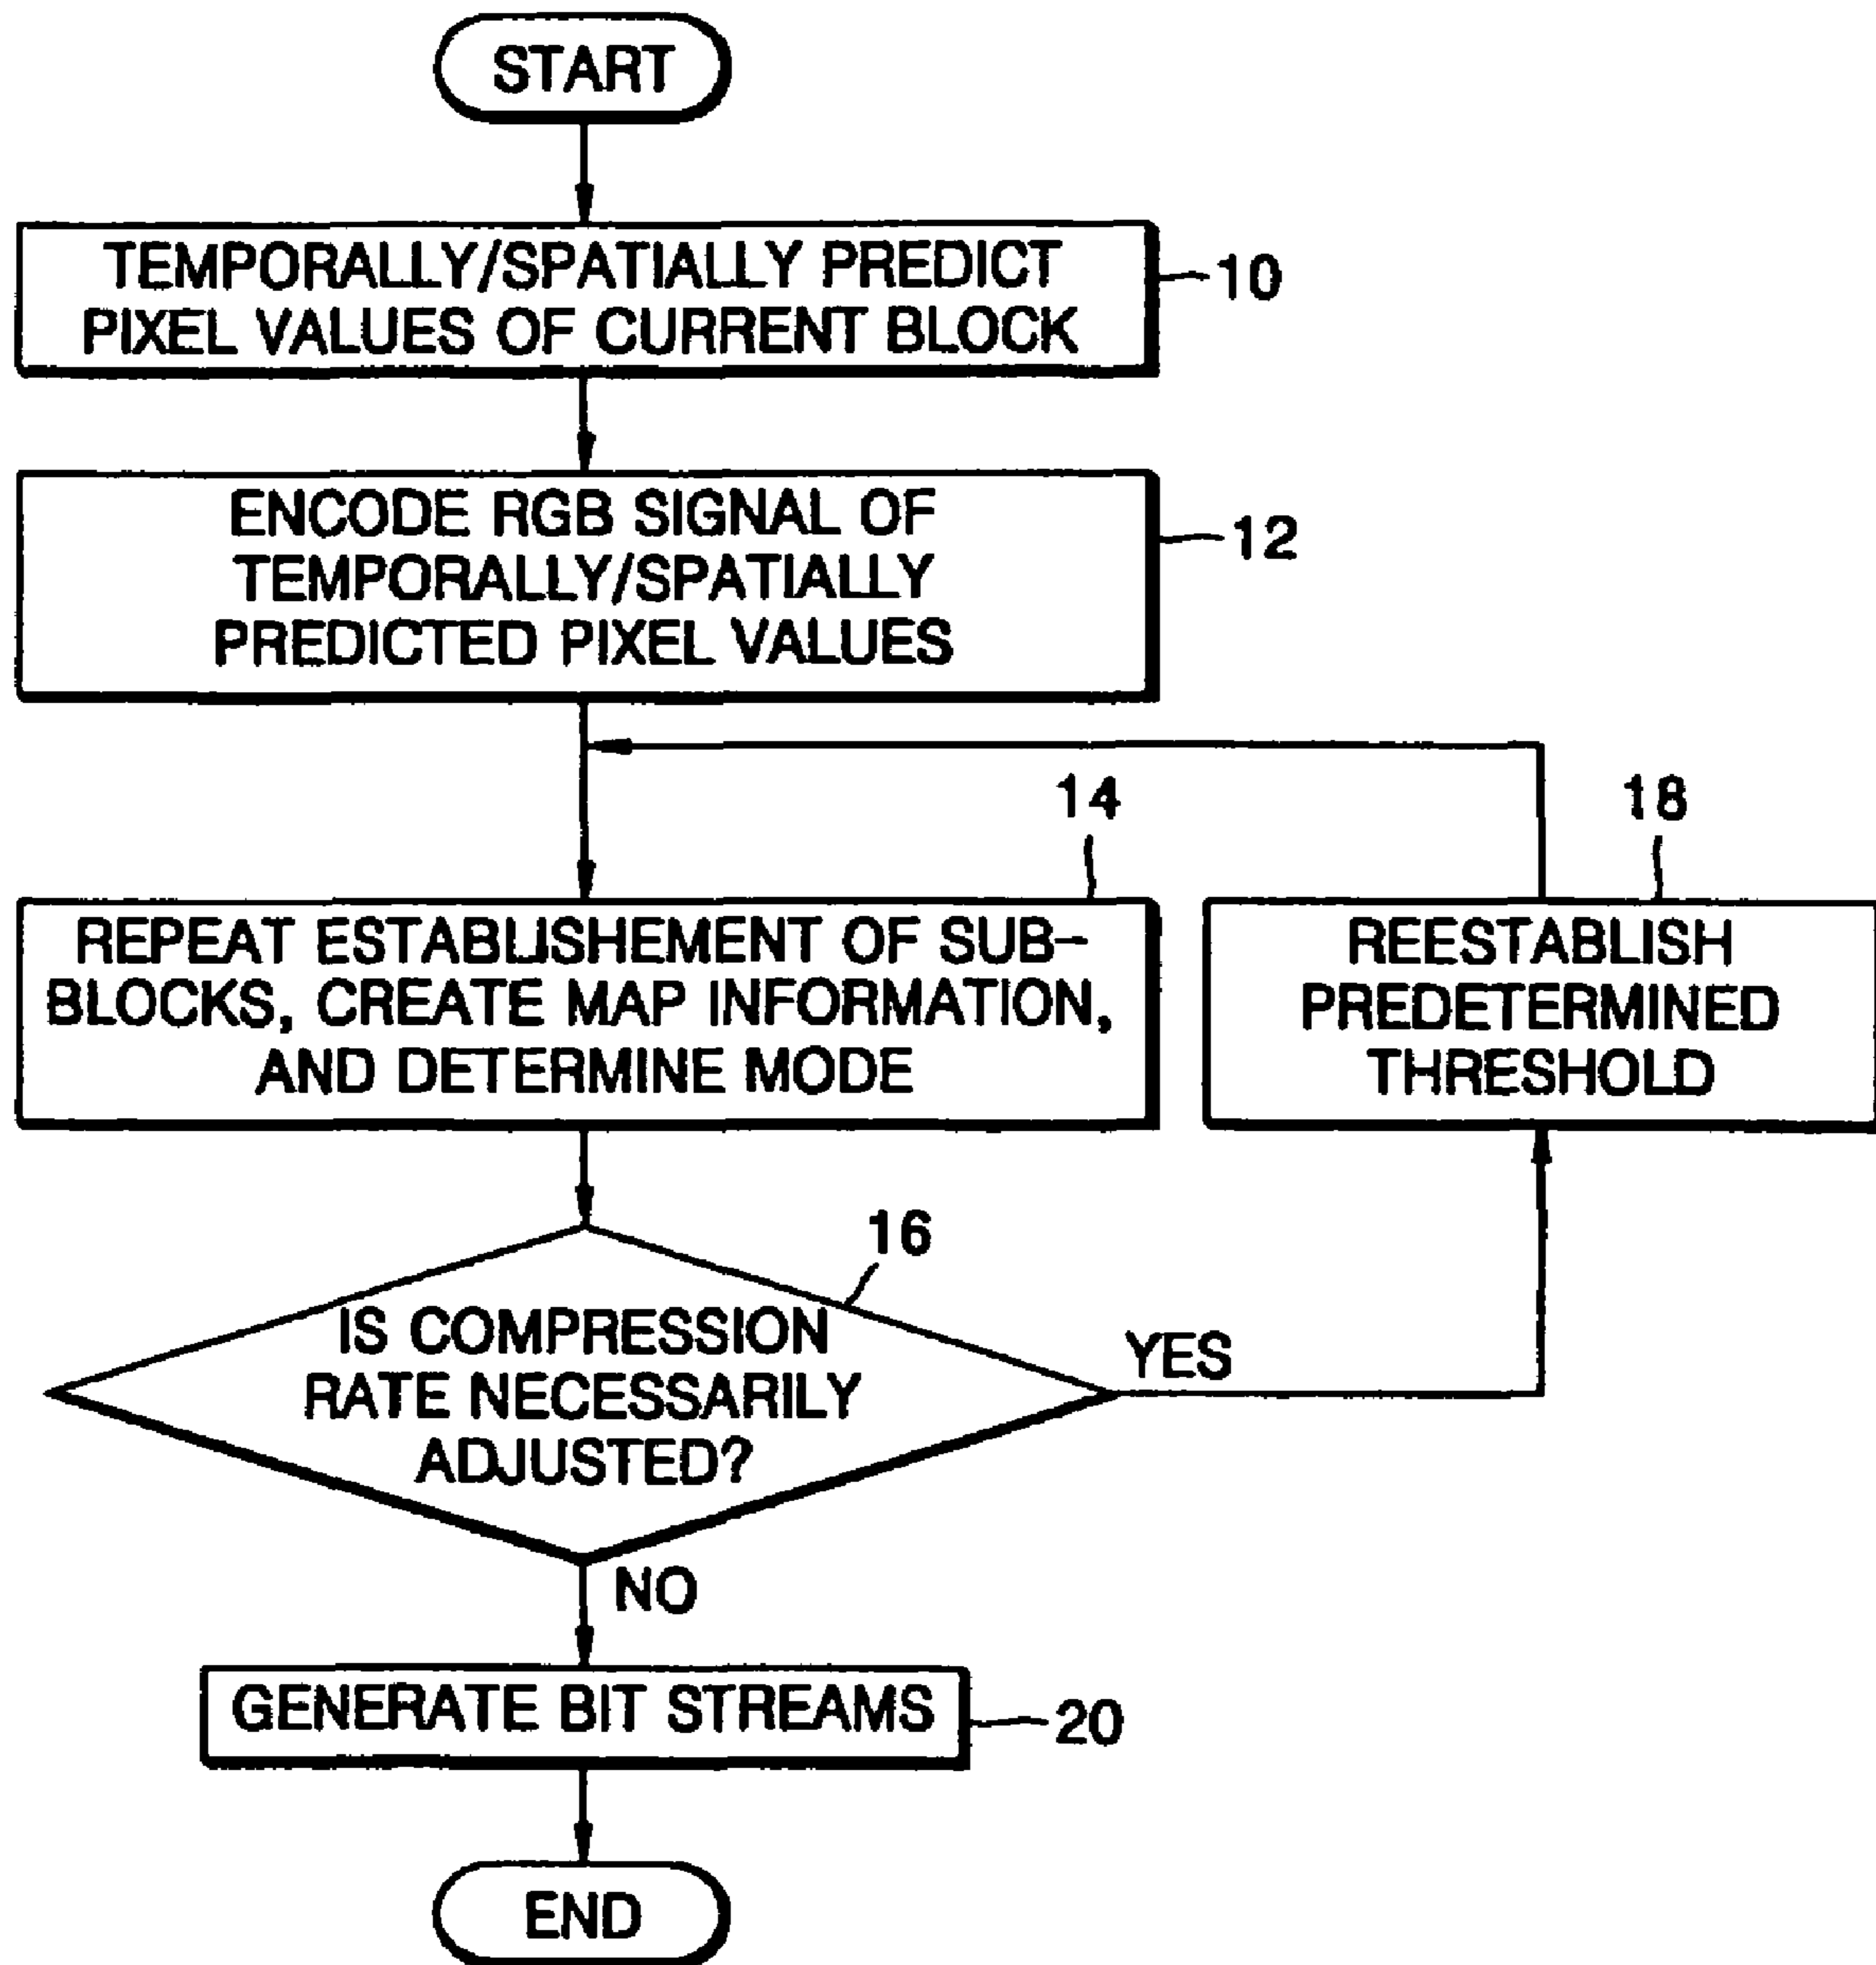 START
TEMPORALLY/SPATIALLY PREDICT
PIXEL VALUES OF CURRENT BLOCK
10
ENCODE RGB SIGNAL OF
TEMPORALLY/SPATIALLY
PREDICTED PIXEL VALUES
12
14
REPEAT ESTABLISHEMENT OF SUB-
BLOCKS, CREATE MAP INFORMATION,
AND DETERMINE MODE
18
REESTABLISH
PREDETERMINED
THRESHOLD
16
IS COMPRESSION
RATE NECESSARILY
ADJUSTED?
YES
NO
GENERATE BIT STREAMS
20
END